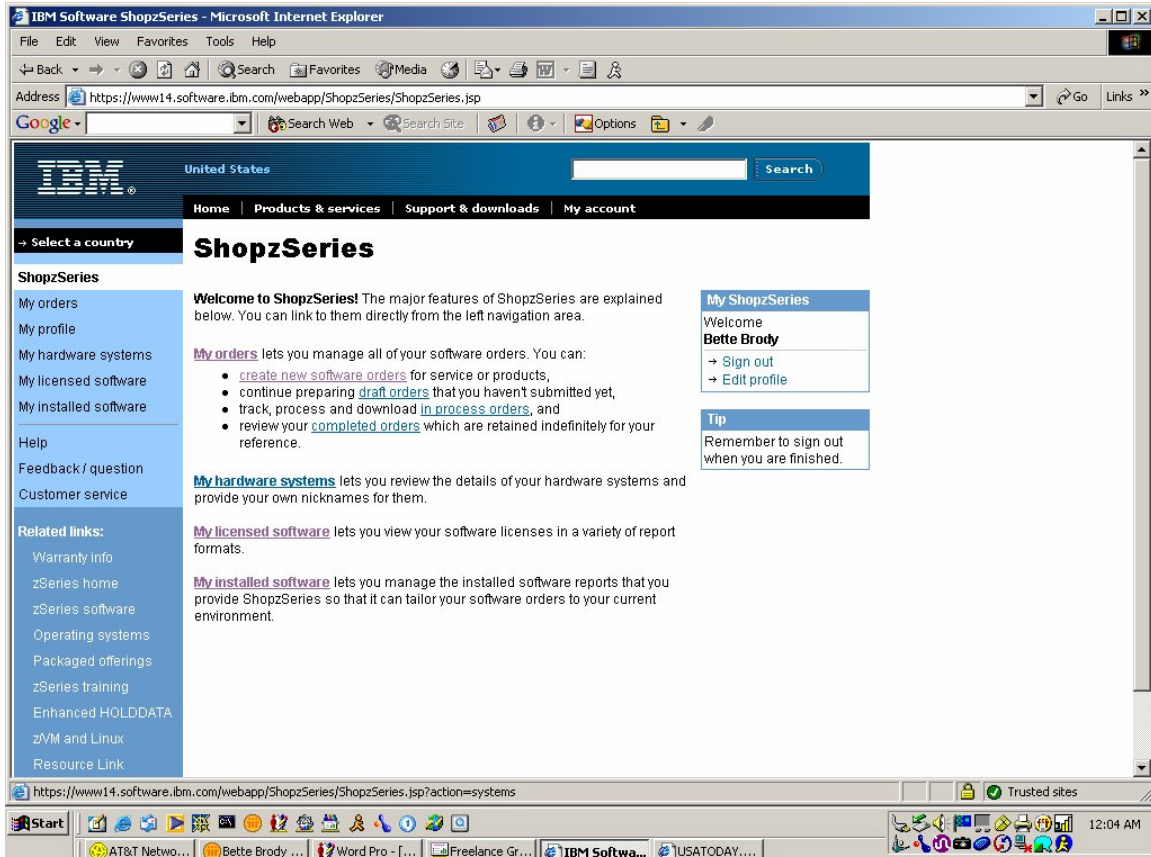 IBM Software ShopzSeries - Microsoft Internet Explorer
File Edit View Favorites Tools Help
Back Search Favorites Media
Address https://www14.software.ibm.com/webapp/ShopzSeries/ShopzSeries.jsp Go Links »
Google Search Web Search Site Options
IBM® United States Search
Home | Products & services | Support & downloads | My account
→ Select a country
ShopzSeries
My orders
My profile
My hardware systems
My licensed software
My installed software
Help
Feedback / question
Customer service
Related links:
Warranty info
zSeries home
zSeries software
Operating systems
Packaged offerings
zSeries training
Enhanced HOLDDATA
z/VM and Linux
Resource Link
ShopzSeries
Welcome to ShopzSeries! The major features of ShopzSeries are explained
below. You can link to them directly from the left navigation area.
My orders lets you manage all of your software orders. You can:
• create new software orders for service or products,
• continue preparing draft orders that you haven't submitted yet,
• track, process and download in process orders, and
• review your completed orders which are retained indefinitely for your
reference.
My hardware systems lets you review the details of your hardware systems and
provide your own nicknames for them.
My licensed software lets you view your software licenses in a variety of report
formats.
My installed software lets you manage the installed software reports that you
provide ShopzSeries so that it can tailor your software orders to your current
environment.
My ShopzSeries
Welcome
Bette Brody
→ Sign out
→ Edit profile
Tip
Remember to sign out
when you are finished.
https://www14.software.ibm.com/webapp/ShopzSeries/ShopzSeries.jsp?action=systems Trusted sites
Start 12:04 AM
AT&T Netwo... Bette Brody ... Word Pro - [... Freelance Gr... IBM Softwa... USATODAY....